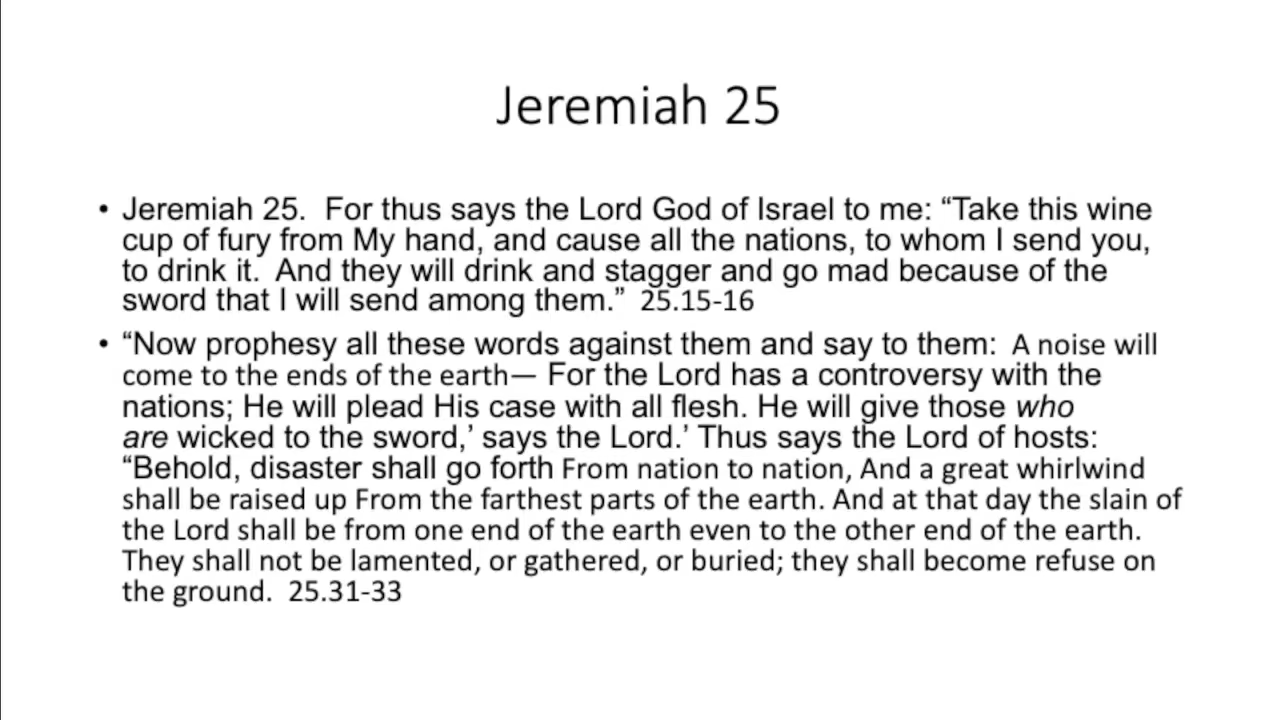 Jeremiah 25
• Jeremiah 25.  For thus says the Lord God of Israel to me: “Take this wine
cup of fury from My hand, and cause all the nations, to whom I send you,
to drink it.  And they will drink and stagger and go mad because of the
sword that I will send among them.”  25.15-16
• “Now prophesy all these words against them and say to them:  A noise will
come to the ends of the earth— For the Lord has a controversy with the
nations; He will plead His case with all flesh. He will give those who
are wicked to the sword,’ says the Lord.’ Thus says the Lord of hosts:
“Behold, disaster shall go forth From nation to nation, And a great whirlwind
shall be raised up From the farthest parts of the earth. And at that day the slain of
the Lord shall be from one end of the earth even to the other end of the earth.
They shall not be lamented, or gathered, or buried; they shall become refuse on
the ground.  25.31-33